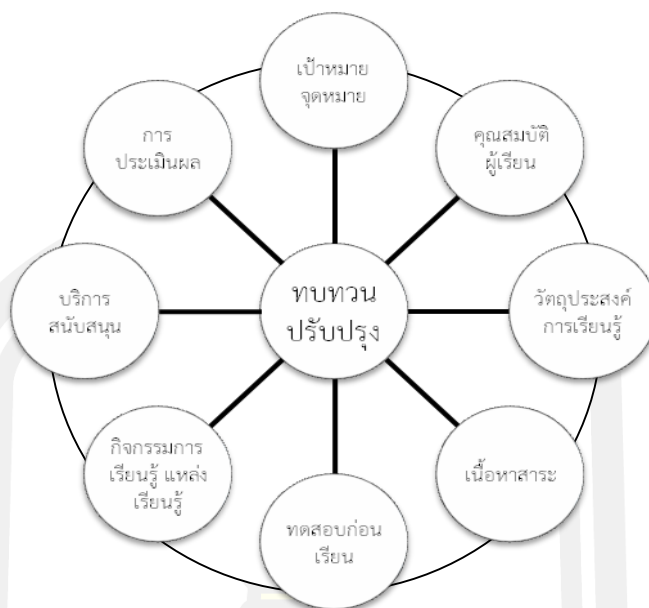 เป้าหมาย
จุดหมาย
คุณสมบัติ
ผู้เรียน
วัตถุประสงค์
การเรียนรู้
เนื้อหาสาระ
ทดสอบก่อน
เรียน
กิจกรรมการ
เรียนรู้ แหล่ง
เรียนรู้
บริการ
สนับสนุน
การ
ประเมินผล
ทบทวน
ปรับปรุง